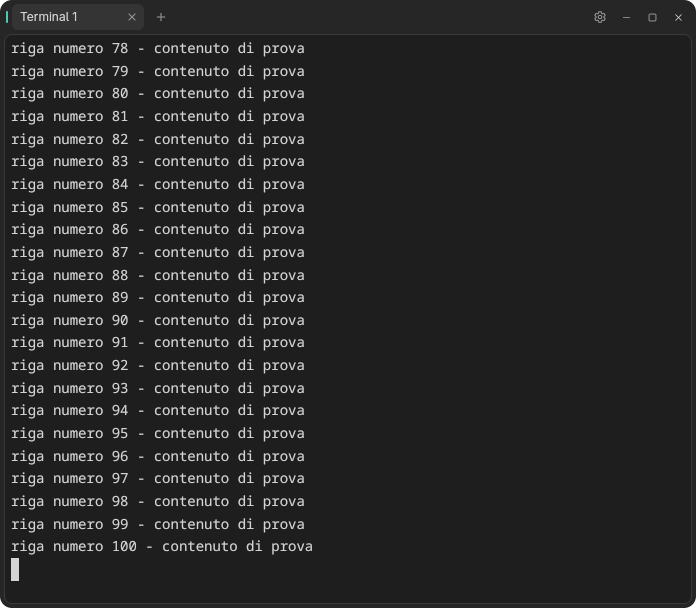 Terminal 1
riga numero 78 - contenuto di prova
riga numero 79 - contenuto di prova
riga numero 80 - contenuto di prova
riga numero 81 - contenuto di prova
riga numero 82 - contenuto di prova
riga numero 83 - contenuto di prova
riga numero 84 - contenuto di prova
riga numero 85 - contenuto di prova
riga numero 86 - contenuto di prova
riga numero 87 - contenuto di prova
riga numero 88 - contenuto di prova
riga numero 89 - contenuto di prova
riga numero 90 - contenuto di prova
riga numero 91 - contenuto di prova
riga numero 92 - contenuto di prova
riga numero 93 - contenuto di prova
riga numero 94 - contenuto di prova
riga numero 95 - contenuto di prova
riga numero 96 - contenuto di prova
riga numero 97 - contenuto di prova
riga numero 98 - contenuto di prova
riga numero 99 - contenuto di prova
riga numero 100 - contenuto di prova